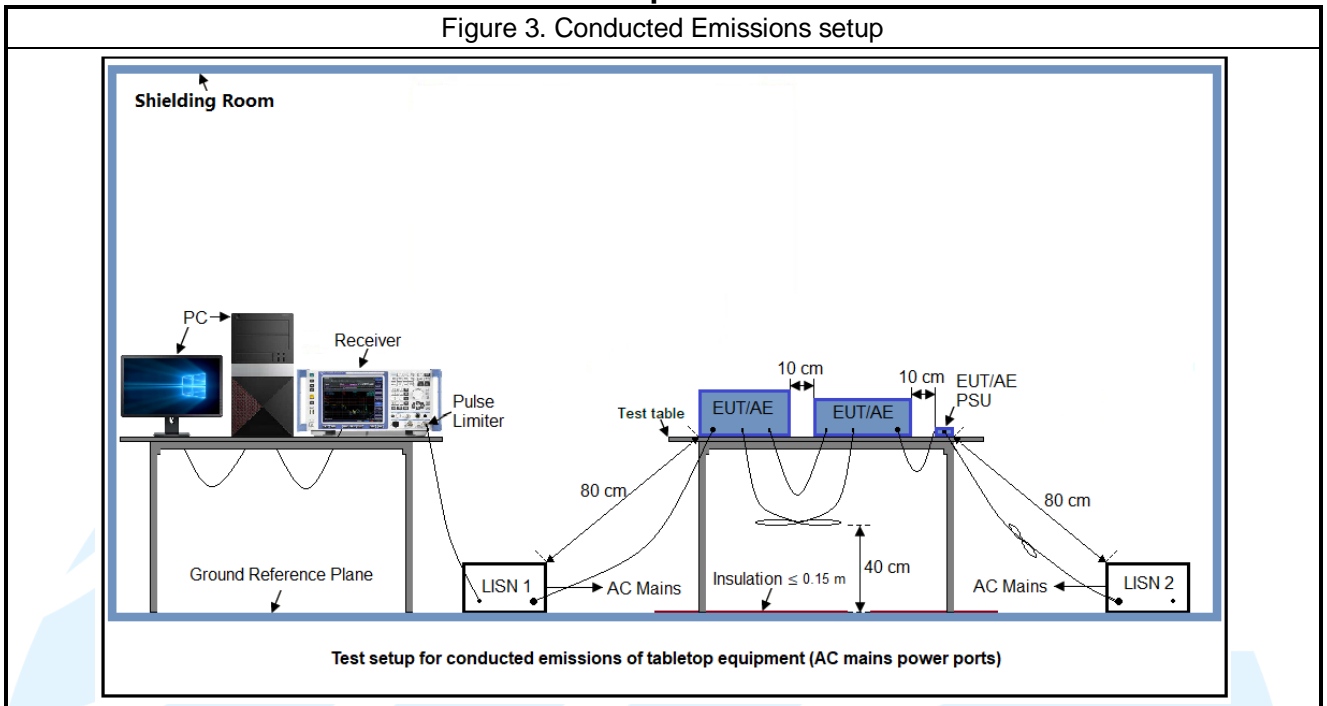 Figure 3. Conducted Emissions setup
Shielding Room
PC
Receiver
Pulse
Limiter
Test table
EUT/AE
10 cm
EUT/AE
10 cm
EUT/AE
PSU
80 cm
80 cm
40 cm
Ground Reference Plane
LISN 1
AC Mains
Insulation ≤ 0.15 m
AC Mains
LISN 2
Test setup for conducted emissions of tabletop equipment (AC mains power ports)